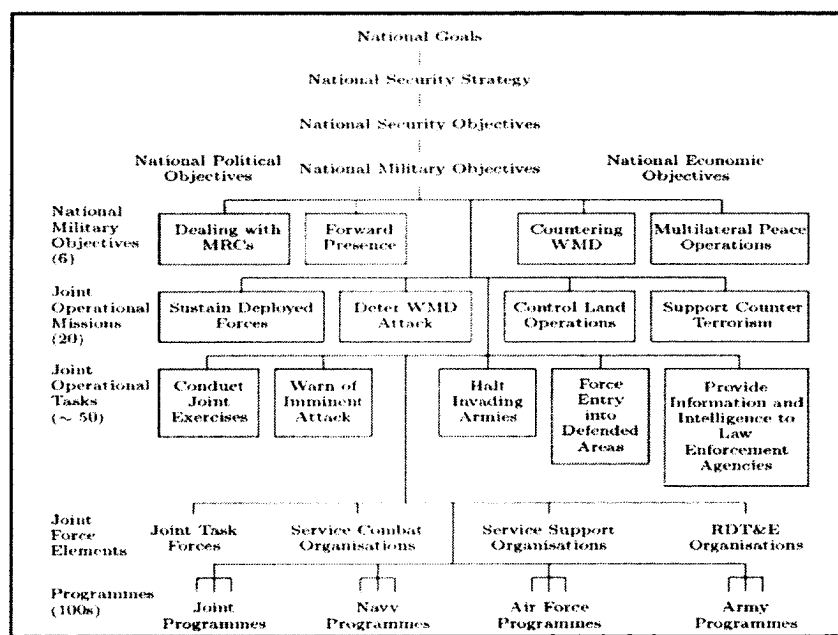 National Goals
National Security Strategy
National Security Objectives
National Political
Objectives
National Military Objectives
National Economic
Objectives
National
Military
Objectives
(6)
Dealing with
MRCs
Forward
Presence
Countering
WMD
Multilateral Peace
Operations
Joint
Operational
Missions
(20)
Sustain Deployed
Forces
Deter WMD
Attack
Control Land
Operations
Support Counter
Terrorism
Joint
Operational
Tasks
(~ 50)
Conduct
Joint
Exercises
Warn of
Imminent
Attack
Halt
Invading
Armies
Force
Entry
into
Defended
Areas
Provide
Information and
Intelligence to
Law
Enforcement
Agencies
Joint
Force
Elements
Joint Task
Forces
Service Combat
Organisations
Service Support
Organisations
RDT&E
Organisations
Programmes
(100s)
Joint
Programmes
Navy
Programmes
Air Force
Programmes
Army
Programmes